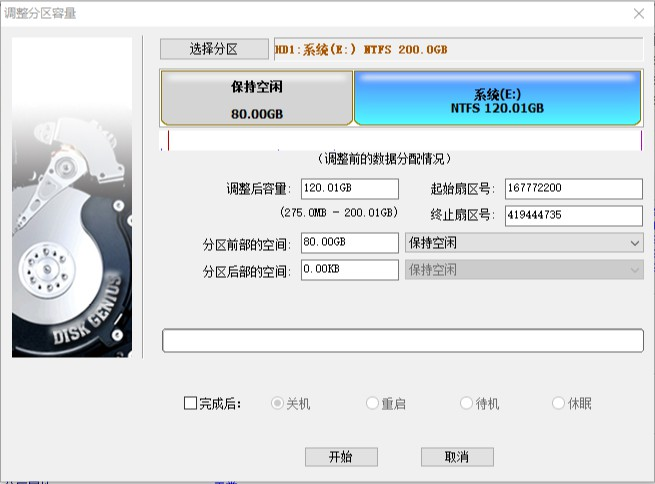 调整分区容量
选择分区
HD1:系统(E:) NTFS 200.0GB
保持空闲
80.00GB
系统(E:)
NTFS 120.01GB
(调整前的数据分配情况)
调整后容量: 120.01GB 起始扇区号: 167772200
(275.0MB - 200.01GB) 终止扇区号: 419444735
分区前部的空间: 80.00GB 保持空闲
分区后部的空间: 0.00KB 保持空闲
DISK GENIUS
完成后: 关机 重启 待机 休眠
开始 取消